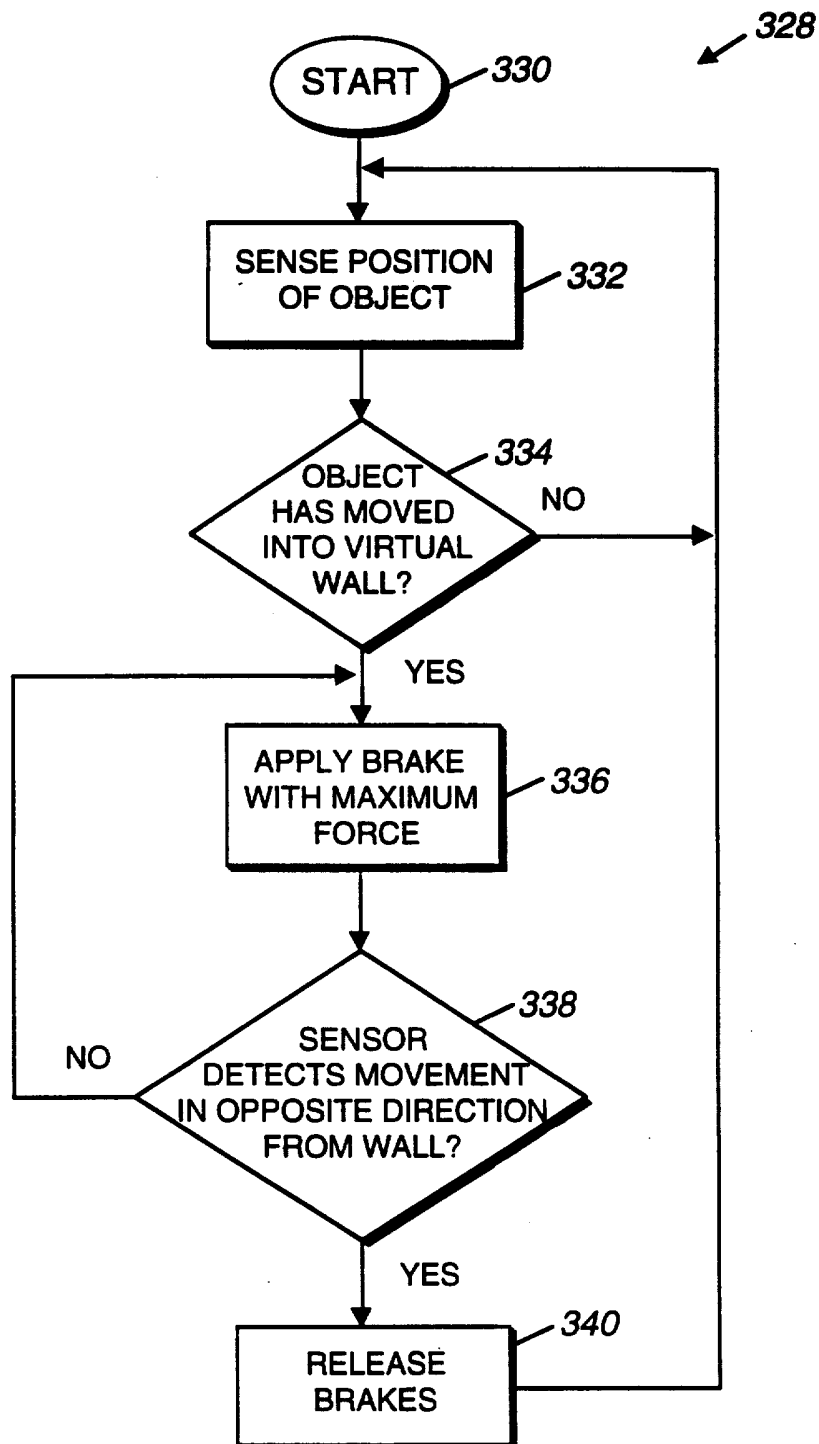 328
START
330
SENSE POSITION
OF OBJECT
332
334
OBJECT
HAS MOVED
INTO VIRTUAL
WALL?
NO
YES
APPLY BRAKE
WITH MAXIMUM
FORCE
336
338
SENSOR
DETECTS MOVEMENT
IN OPPOSITE DIRECTION
FROM WALL?
NO
YES
340
RELEASE
BRAKES